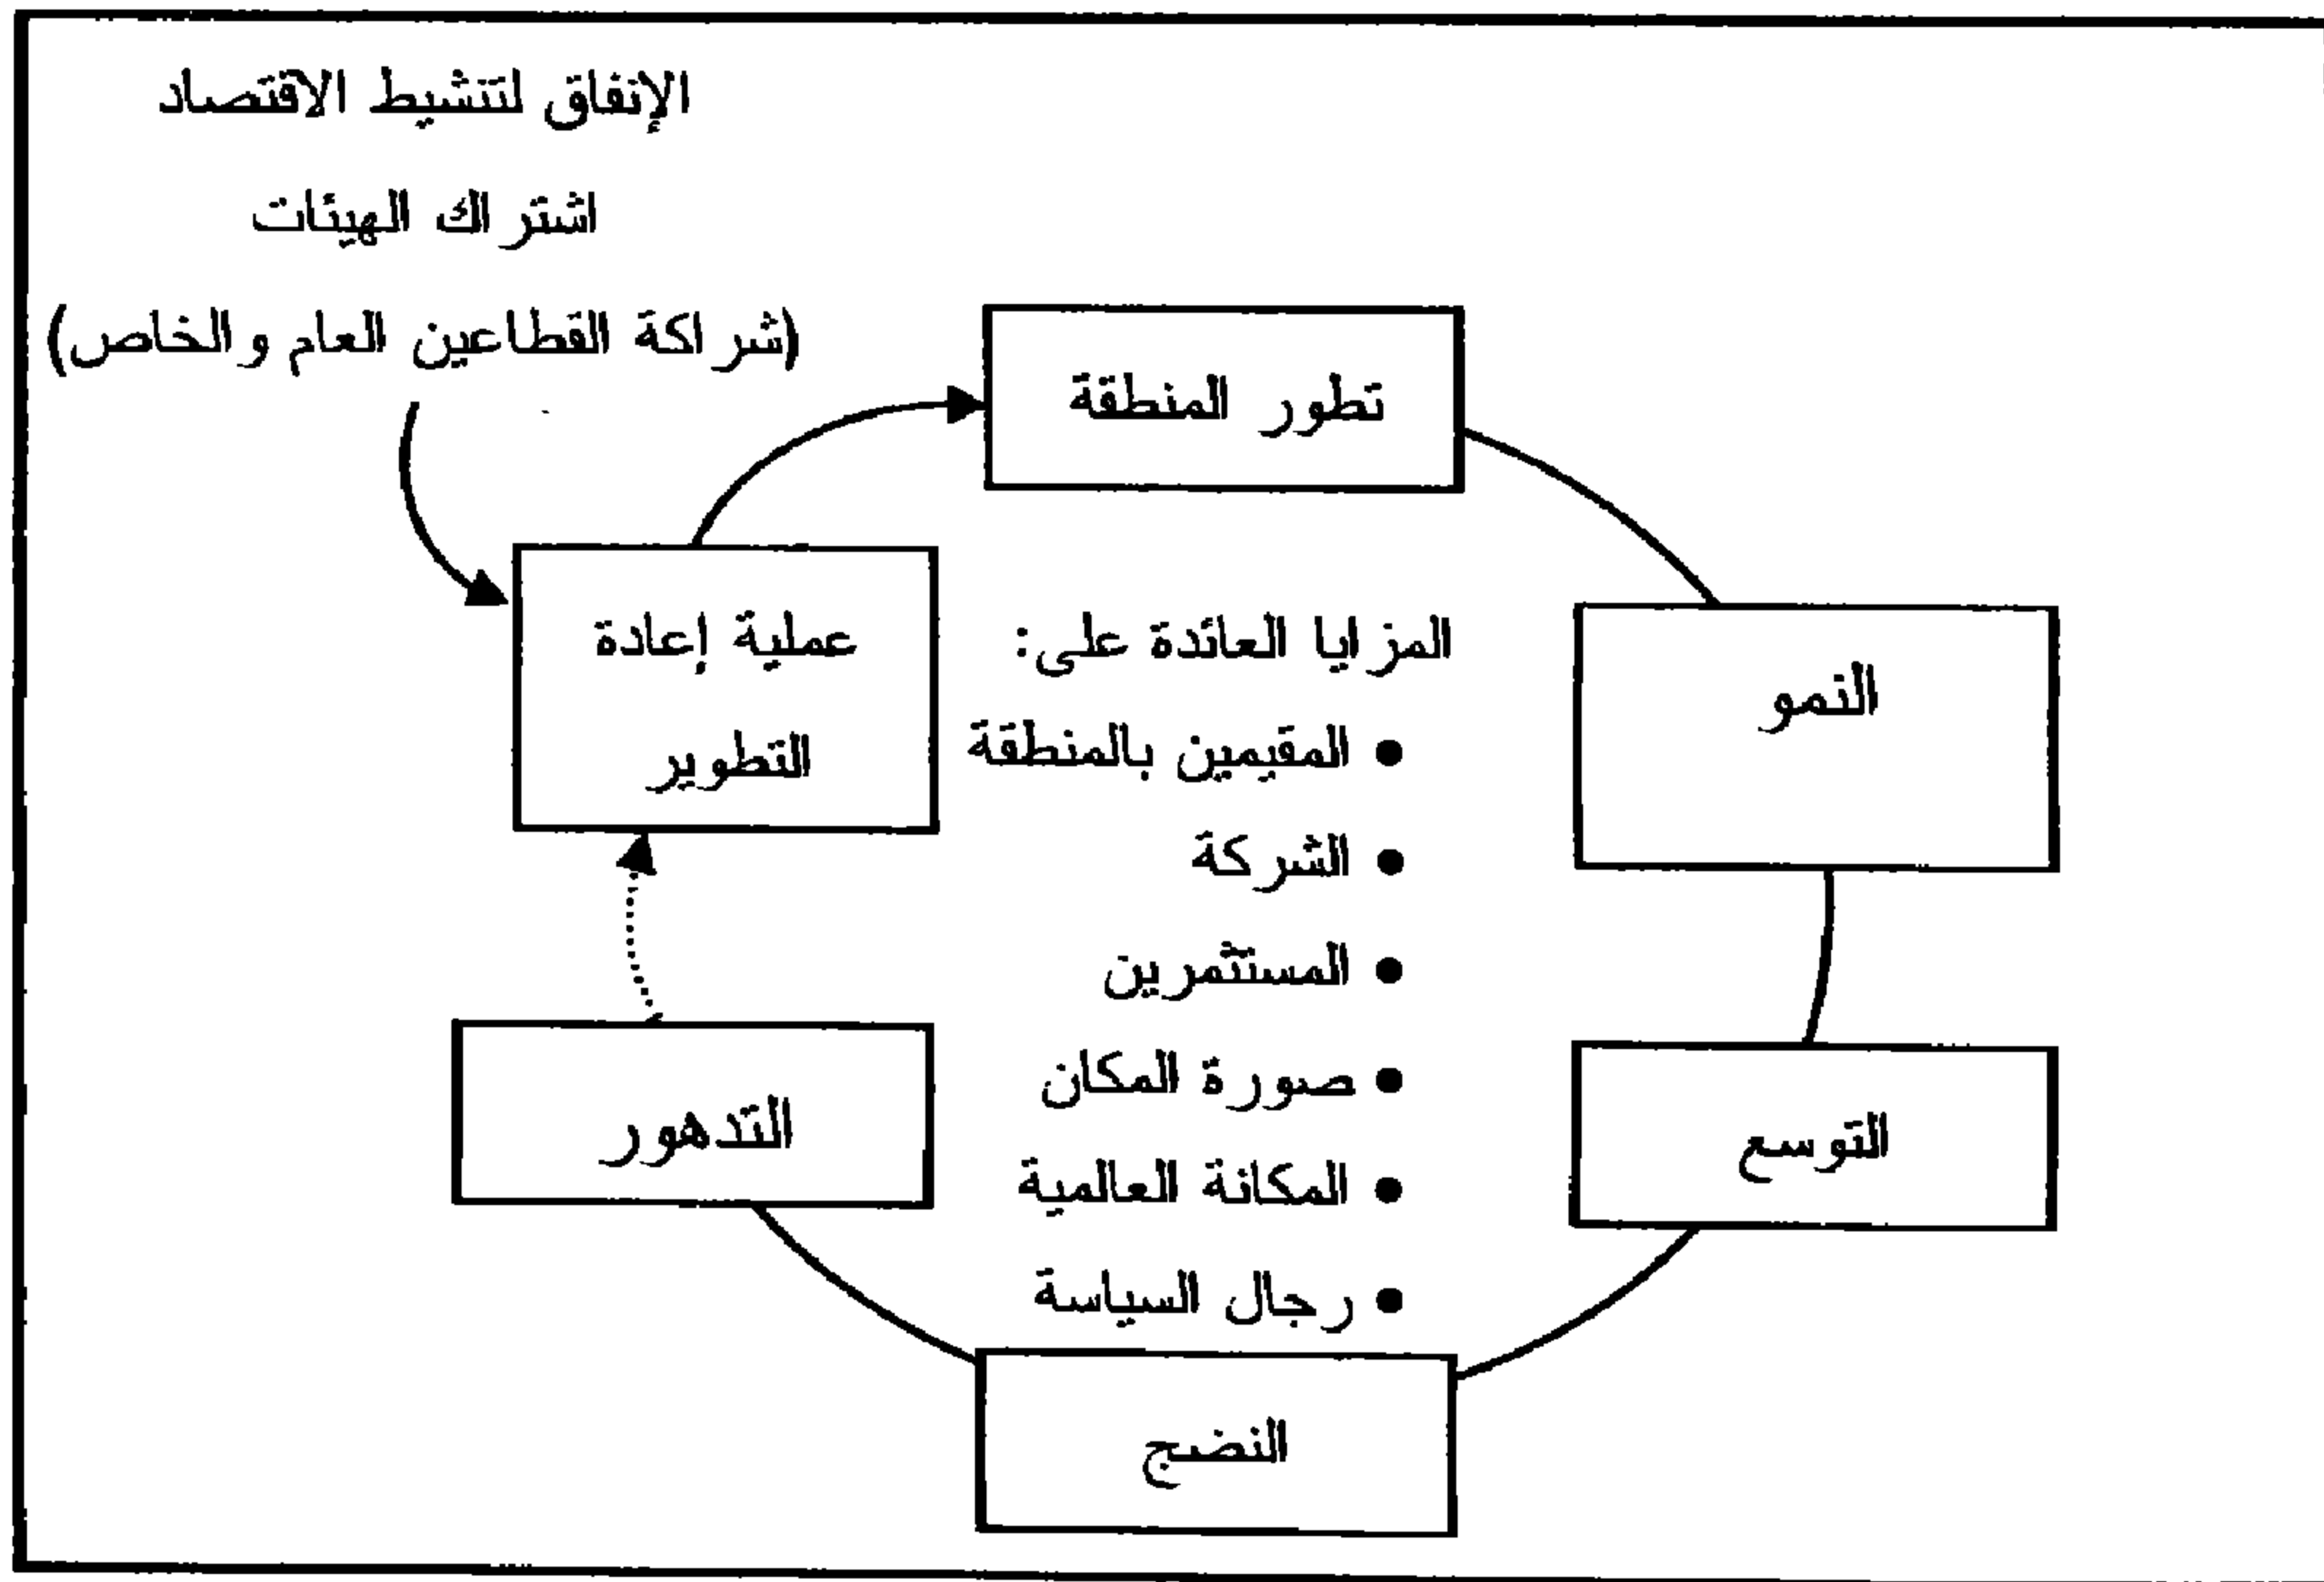 الإنفاق لتنشيط الاقتصاد
اشتراك الهيئات
(شراكة القطاعين العام والخاص)
تطور المنطقة
النمو
التوسع
النضج
التدهور
عملية إعادة
التطوير
المزايا العائدة على:
● المقيمين بالمنطقة
● الشركة
● المستثمرين
● صورة المكان
● المكانة العالمية
● رجال السياسة